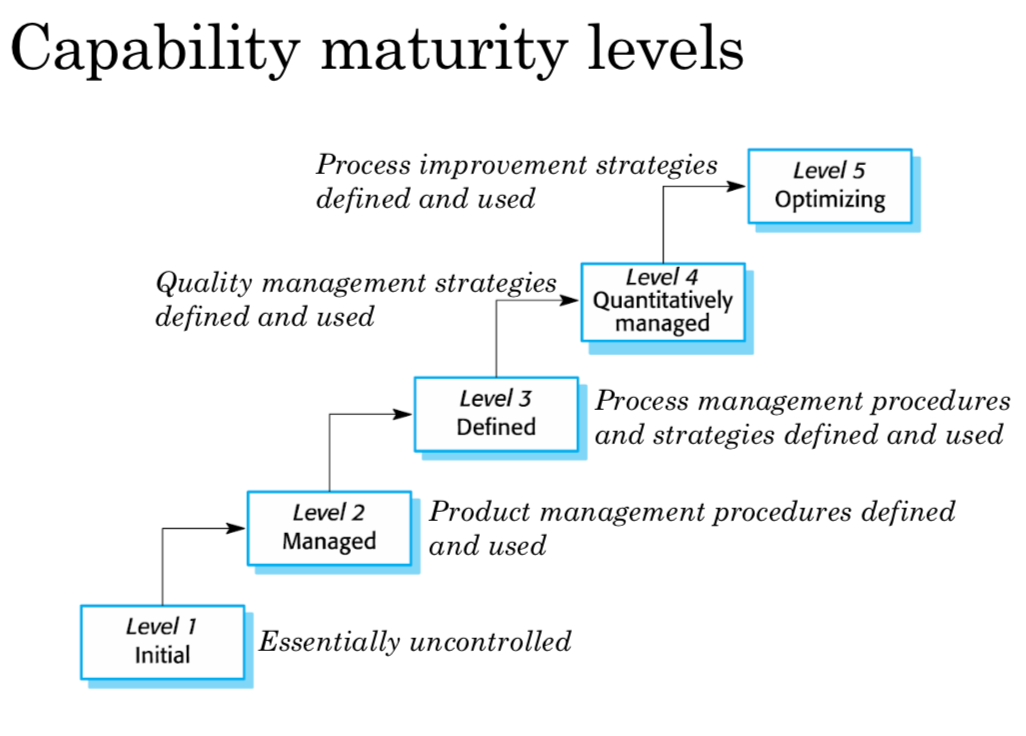 Capability maturity levels
Process improvement strategies
defined and used
Level 5
Optimizing
Quality management strategies
defined and used
Level 4
Quantitatively
managed
Level 3
Defined
Process management procedures
and strategies defined and used
Level 2
Managed
Product management procedures defined
and used
Level 1
Initial
Essentially uncontrolled